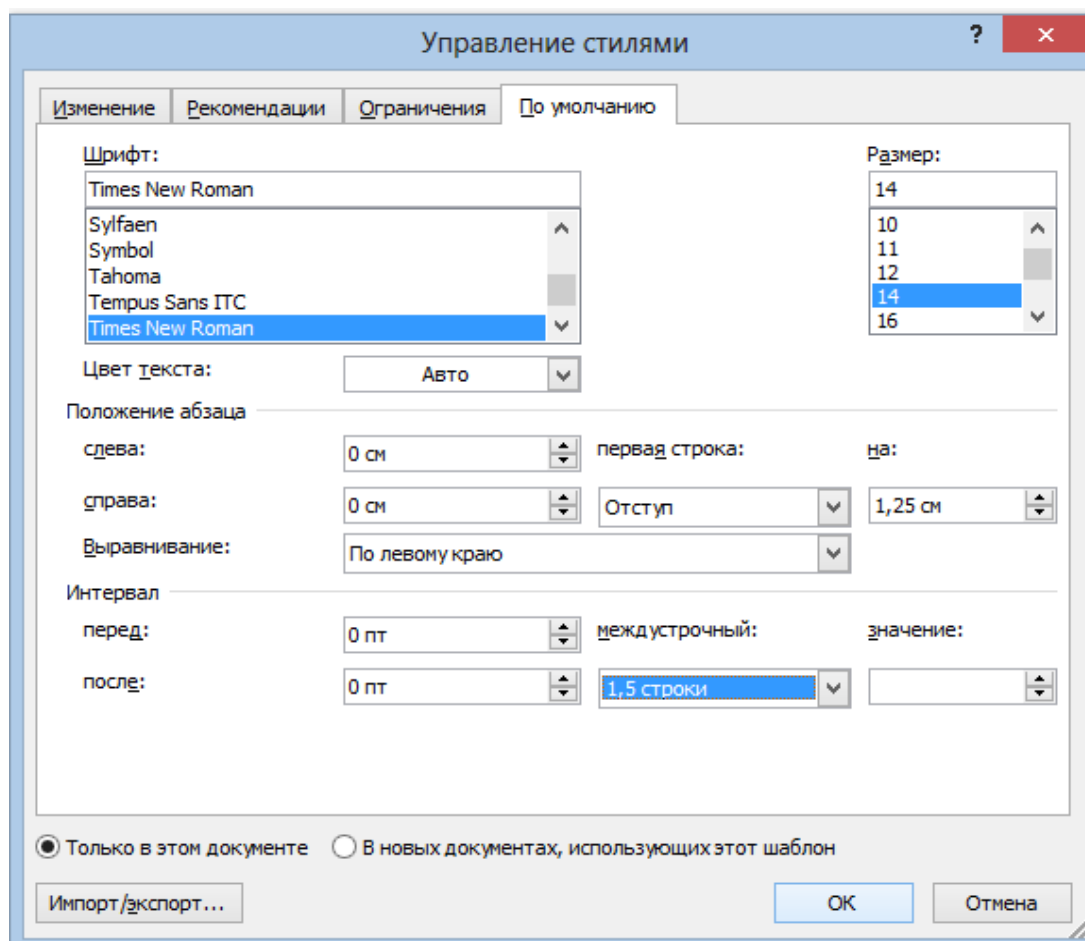 Управление стилями
?
Изменение Рекомендации Ограничения По умолчанию
Шрифт: Размер:
Times New Roman 14
Sylfaen 10
Symbol 11
Tahoma 12
Tempus Sans ITC 14
Times New Roman 16
Цвет текста: Авто
Положение абзаца
слева: 0 см первая строка: на:
справа: 0 см Отступ 1,25 см
Выравнивание: По левому краю
Интервал
перед: 0 пт междустрочный: значение:
после: 0 пт 1,5 строки
Только в этом документе В новых документах, использующих этот шаблон
Импорт/экспорт... ОК Отмена